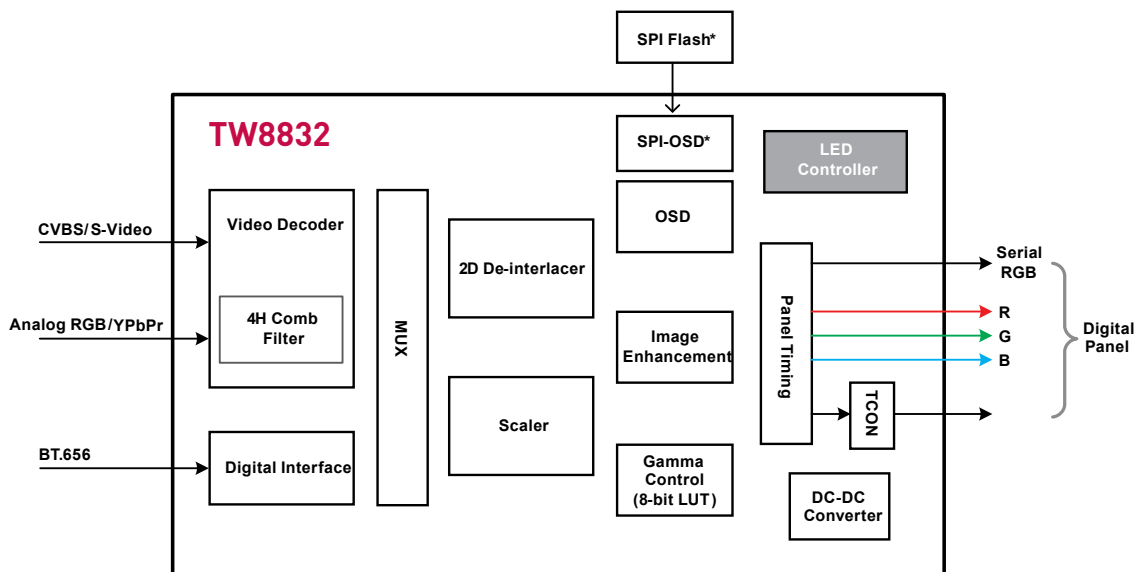 SPI Flash*
TW8832
SPI-OSD*
LED
Controller
CVBS/S-Video
Video Decoder
OSD
2D De-interlacer
Serial
RGB
Analog RGB/YPbPr
4H Comb
Filter
MUX
Image
Enhancement
Panel Timing
R
G
B
Digital
Panel
Scaler
TCON
BT.656
Digital Interface
Gamma
Control
(8-bit LUT)
DC-DC
Converter